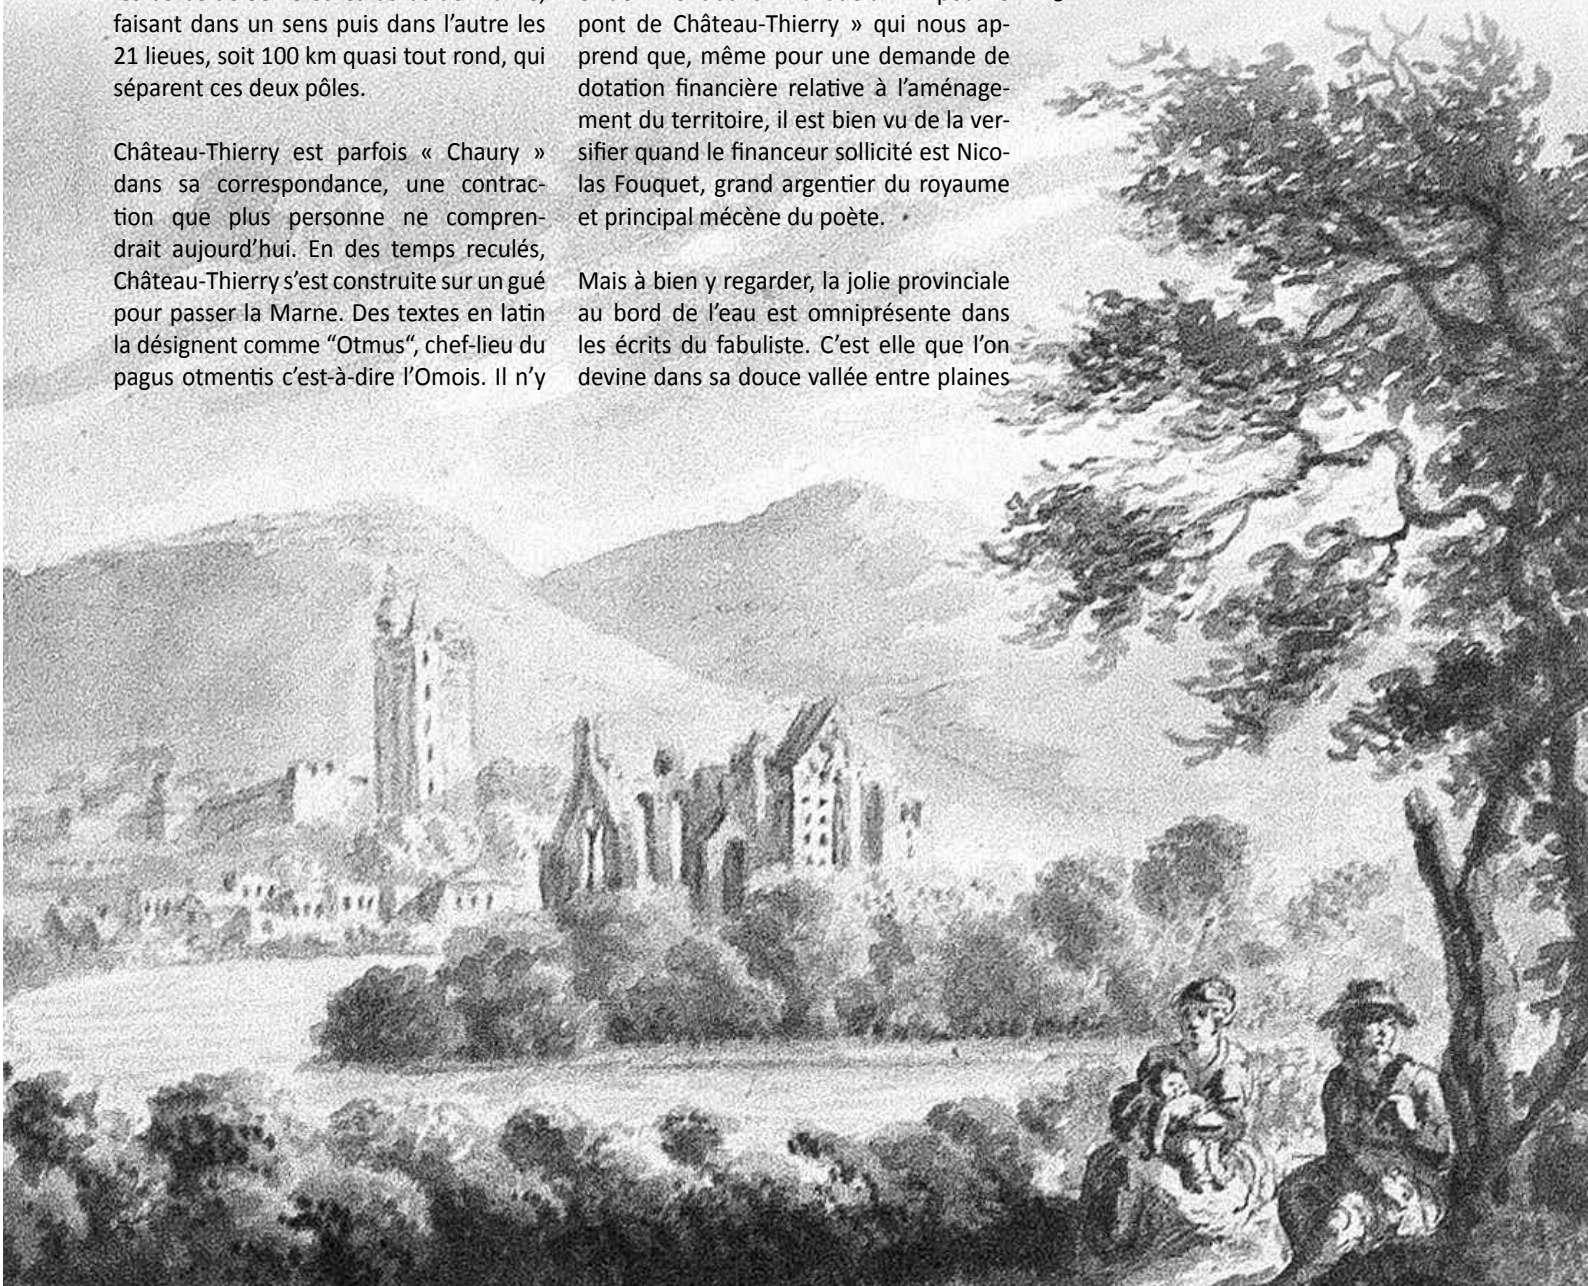 faisant dans un sens puis dans l’autre les
21 lieues, soit 100 km quasi tout rond, qui
séparent ces deux pôles.
Château-Thierry est parfois « Chaury »
dans sa correspondance, une contrac-
tion que plus personne ne compren-
drait aujourd’hui. En des temps reculés,
Château-Thierry s’est construite sur un gué
pour passer la Marne. Des textes en latin
la désignent comme “Otmus“, chef-lieu du
pagus otmentis c’est-à-dire l’Omois. Il n’y
pont de Château-Thierry » qui nous ap-
prend que, même pour une demande de
dotation financière relative à l’aménage-
ment du territoire, il est bien vu de la ver-
sifier quand le financeur sollicité est Nico-
las Fouquet, grand argentier du royaume
et principal mécène du poète.
Mais à bien y regarder, la jolie provinciale
au bord de l’eau est omniprésente dans
les écrits du fabuliste. C’est elle que l’on
devine dans sa douce vallée entre plaines